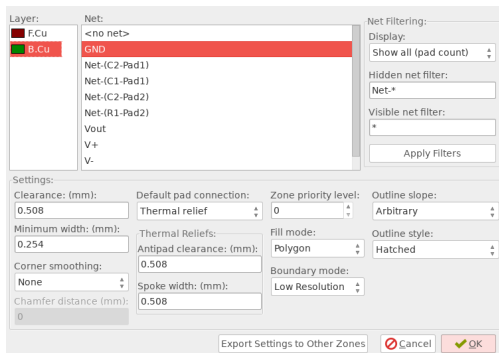 Layer:
F.Cu
B.Cu
Net:
<no net>
GND
Net-(C2-Pad1)
Net-(C1-Pad1)
Net-(C2-Pad2)
Net-(R1-Pad2)
Vout
V+
V-
Net Filtering:
Display:
Show all (pad count)
Hidden net filter:
Net-*
Visible net filter:
*
Apply Filters
Settings:
Clearance: (mm):
0.508
Minimum width: (mm):
0.254
Corner smoothing:
None
Chamfer distance (mm):
0
Default pad connection:
Thermal relief
Thermal Reliefs:
Antipad clearance: (mm):
0.508
Spoke width: (mm):
0.508
Zone priority level:
0
Fill mode:
Polygon
Boundary mode:
Low Resolution
Outline slope:
Arbitrary
Outline style:
Hatched
Export Settings to Other Zones
Cancel
OK